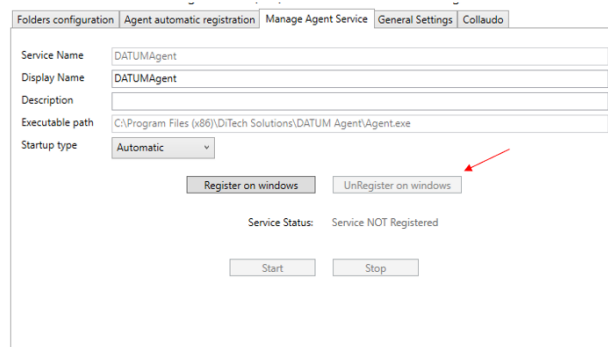 Folders configuration Agent automatic registration Manage Agent Service General Settings Collaudo
Service Name DATUMAgent
Display Name DATUMAgent
Description
Executable path C:\Program Files (x86)\DiTech Solutions\DATUM Agent\Agent.exe
Startup type Automatic
Register on windows UnRegister on windows
Service Status: Service NOT Registered
Start Stop